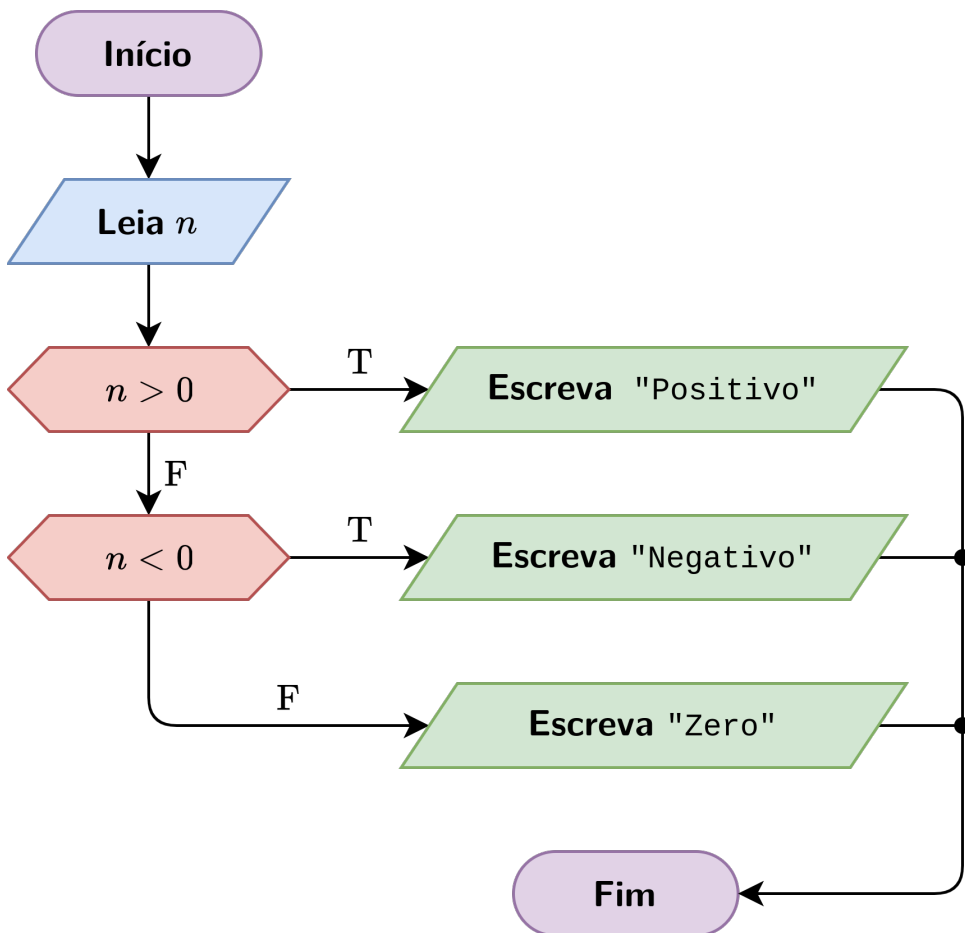 Início
Leia n
n > 0
T
Escreva "Positivo"
F
n < 0
T
Escreva "Negativo"
F
Escreva "Zero"
Fim